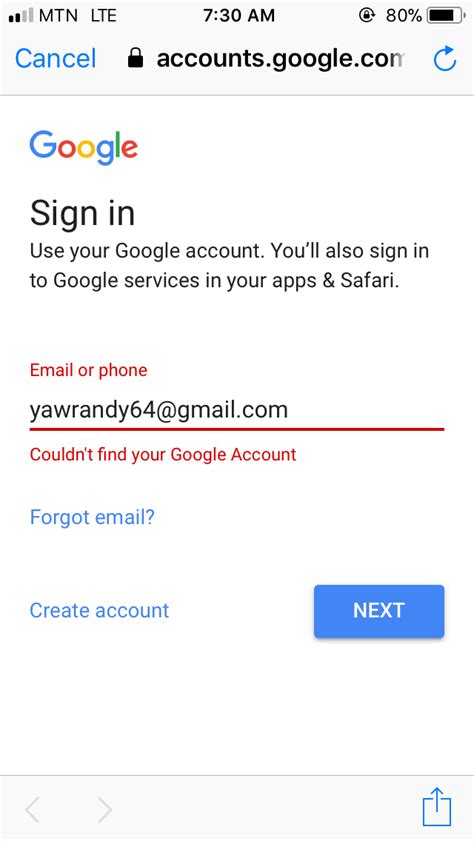 MTN LTE 7:30 AM 80%
Cancel accounts.google.com
Google
Sign in
Use your Google account. You’ll also sign in
to Google services in your apps & Safari.
Email or phone
yawrandy64@gmail.com
Couldn't find your Google Account
Forgot email?
Create account NEXT